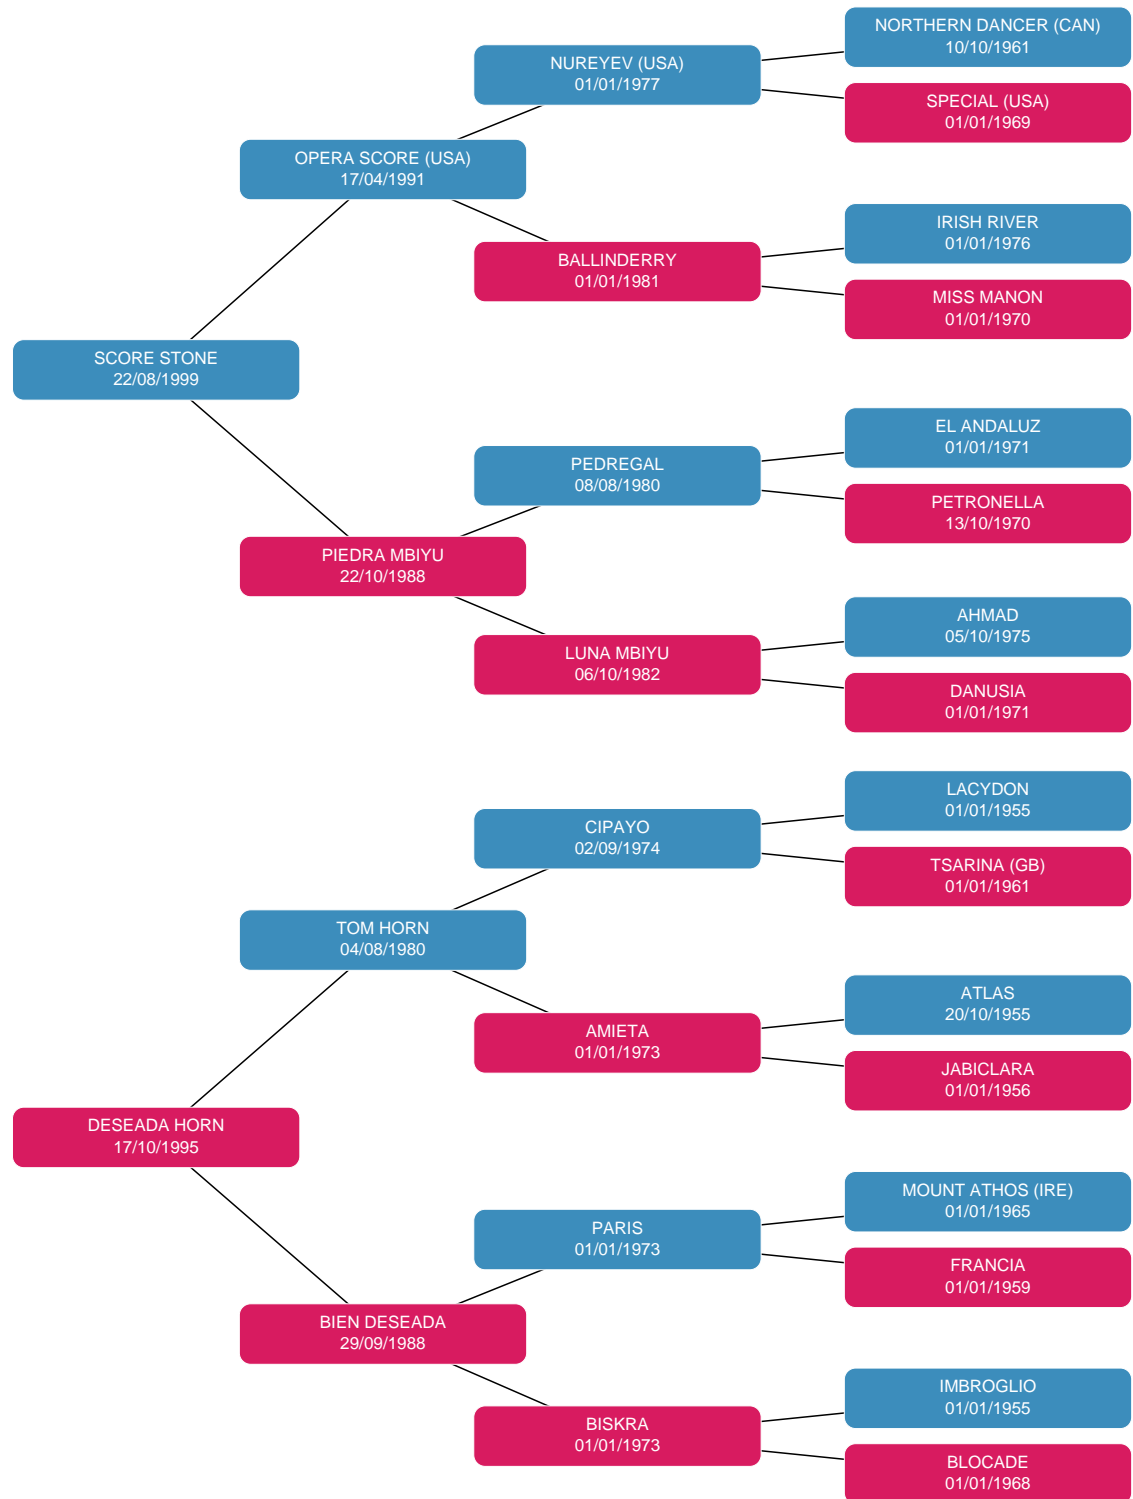 NORTHERN DANCER (CAN)
10/10/1961
NUREYEV (USA)
01/01/1977
SPECIAL (USA)
01/01/1969
OPERA SCORE (USA)
17/04/1991
IRISH RIVER
01/01/1976
BALLINDERRY
01/01/1981
MISS MANON
01/01/1970
SCORE STONE
22/08/1999
EL ANDALUZ
01/01/1971
PEDREGAL
08/08/1980
PETRONELLA
13/10/1970
PIEDRA MBIYU
22/10/1988
AHMAD
05/10/1975
LUNA MBIYU
06/10/1982
DANUSIA
01/01/1971
LACYDON
01/01/1955
CIPAYO
02/09/1974
TSARINA (GB)
01/01/1961
TOM HORN
04/08/1980
ATLAS
20/10/1955
AMIETA
01/01/1973
JABICLARA
01/01/1956
DESEADA HORN
17/10/1995
MOUNT ATHOS (IRE)
01/01/1965
PARIS
01/01/1973
FRANCIA
01/01/1959
BIEN DESEADA
29/09/1988
IMBROGLIO
01/01/1955
BISKRA
01/01/1973
BLOCADE
01/01/1968